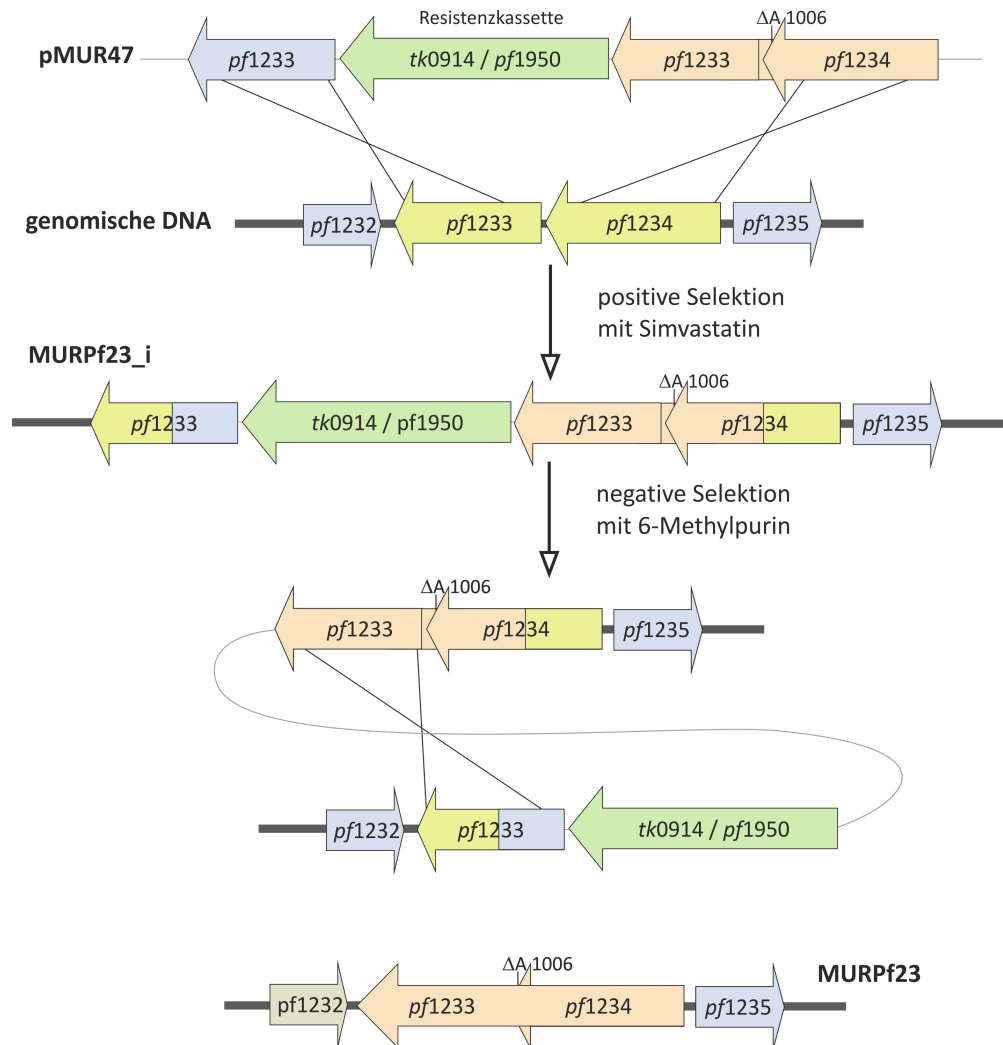 Resistenzkassette
ΔA 1006
pMUR47
pf1233
tk0914 / pf1950
pf1233
pf1234
genomische DNA
pf1232
pf1233
pf1234
pf1235
positive Selektion
mit Simvastatin
MURPf23_i
ΔA 1006
pf1233
tk0914 / pf1950
pf1233
pf1234
pf1235
negative Selektion
mit 6-Methylpurin
ΔA 1006
pf1233
pf1234
pf1235
pf1232
pf1233
tk0914 / pf1950
ΔA 1006
MURPf23
pf1232
pf1233
pf1234
pf1235